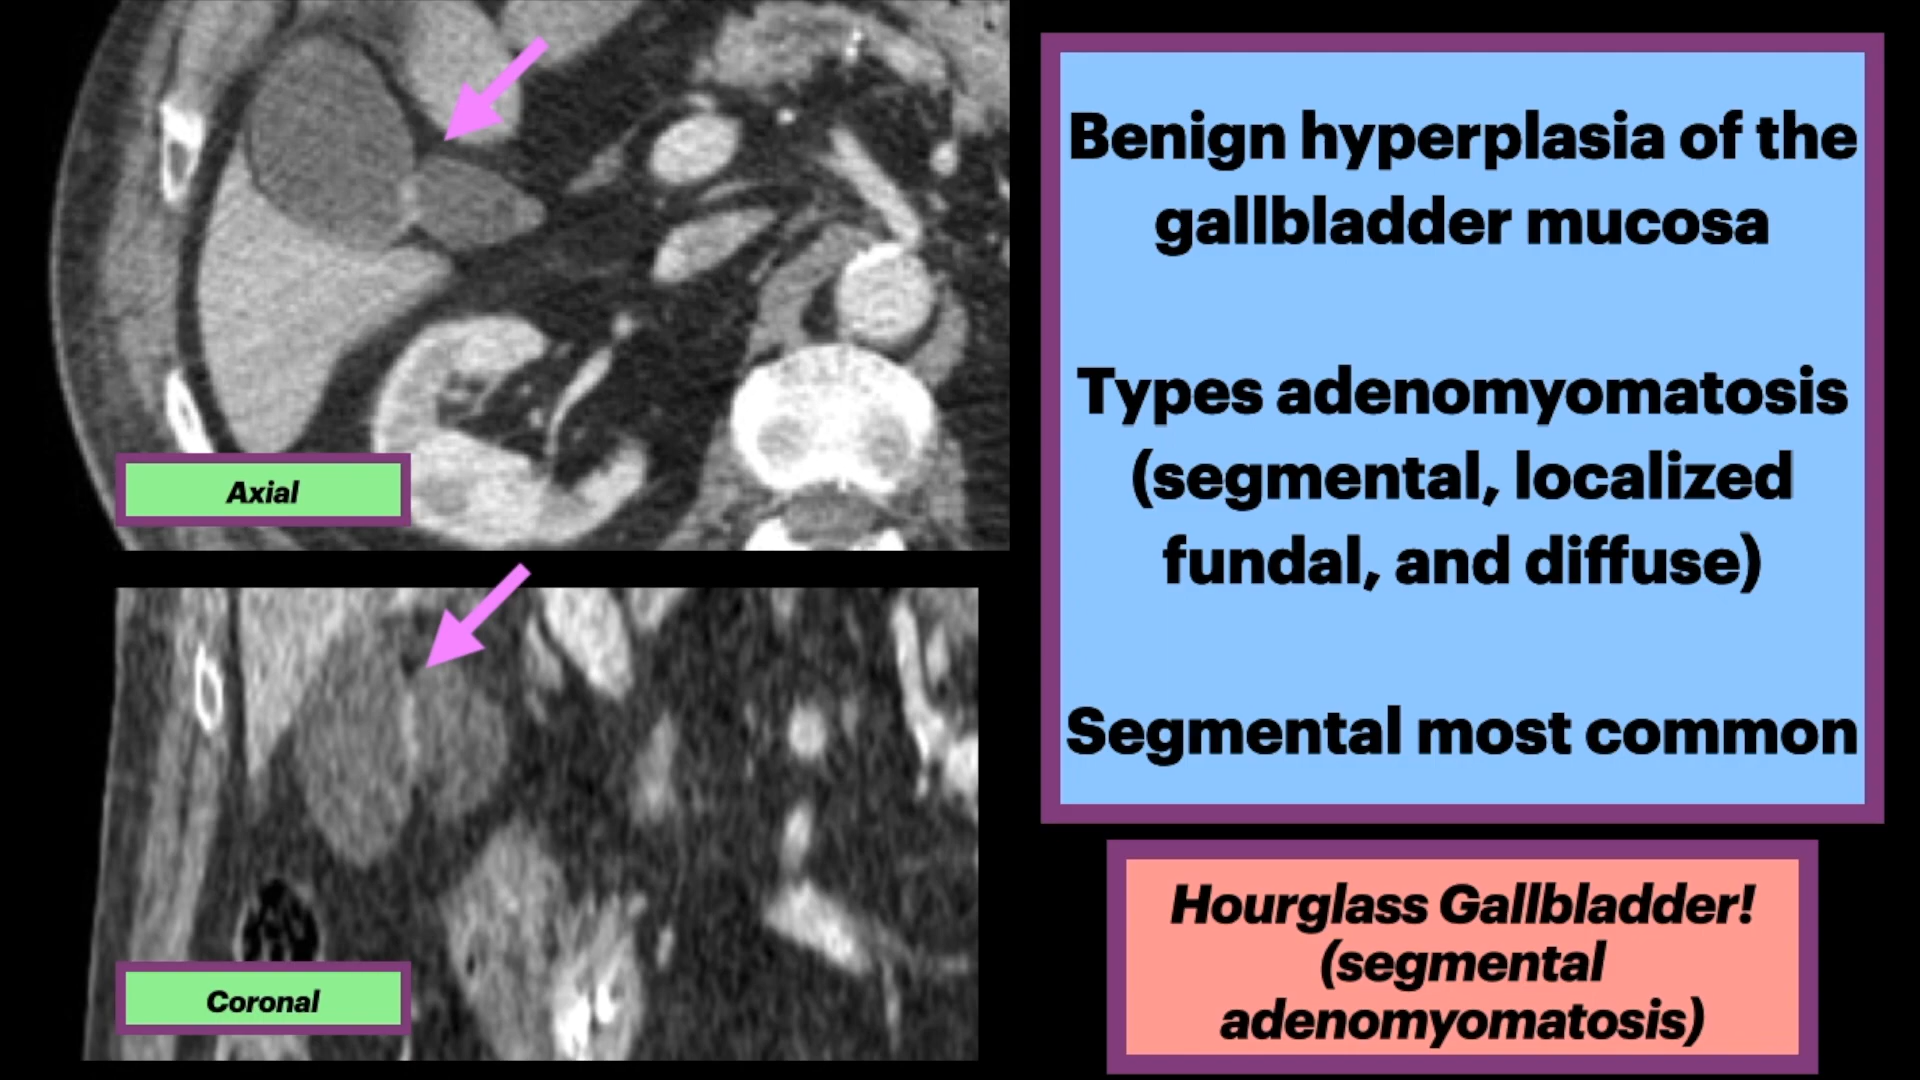 Axial
Coronal
Benign hyperplasia of the
gallbladder mucosa
Types adenomyomatosis
(segmental, localized
fundal, and diffuse)
Segmental most common
Hourglass Gallbladder!
(segmental
adenomyomatosis)